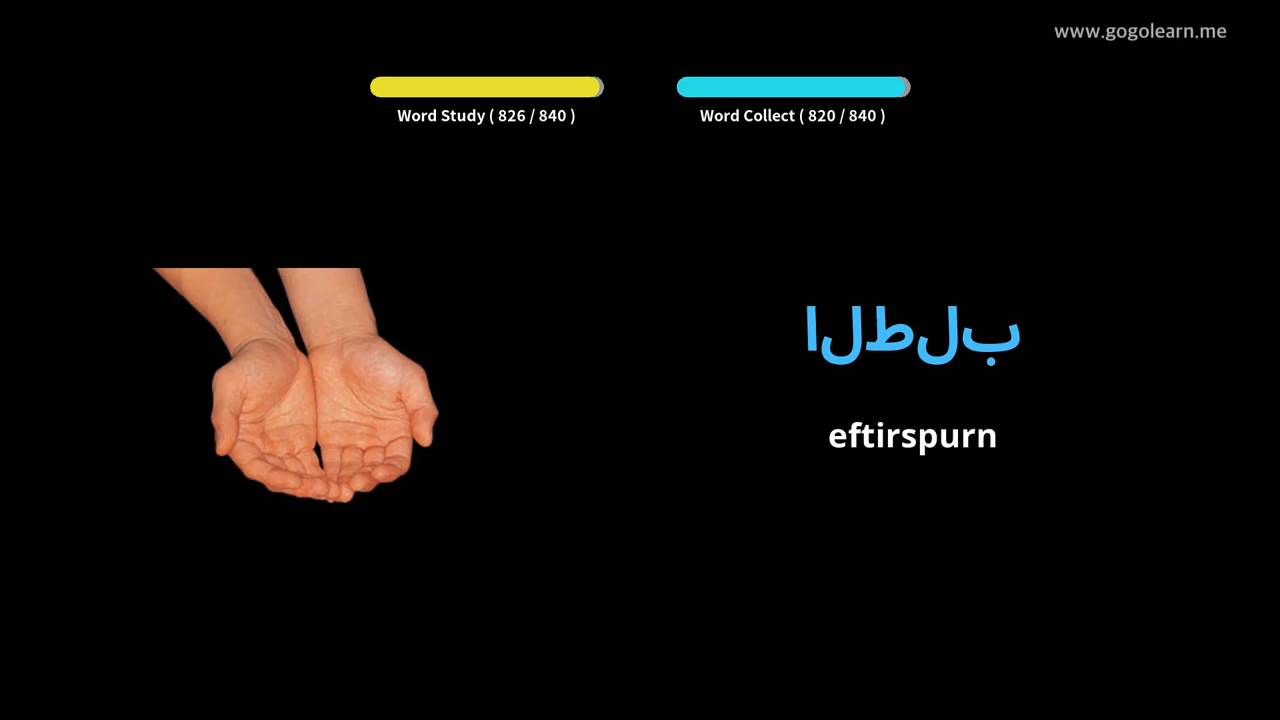 www.gogolearn.me
Word Study ( 826 / 840 )
Word Collect ( 820 / 840 )
الطلب
eftirspurn